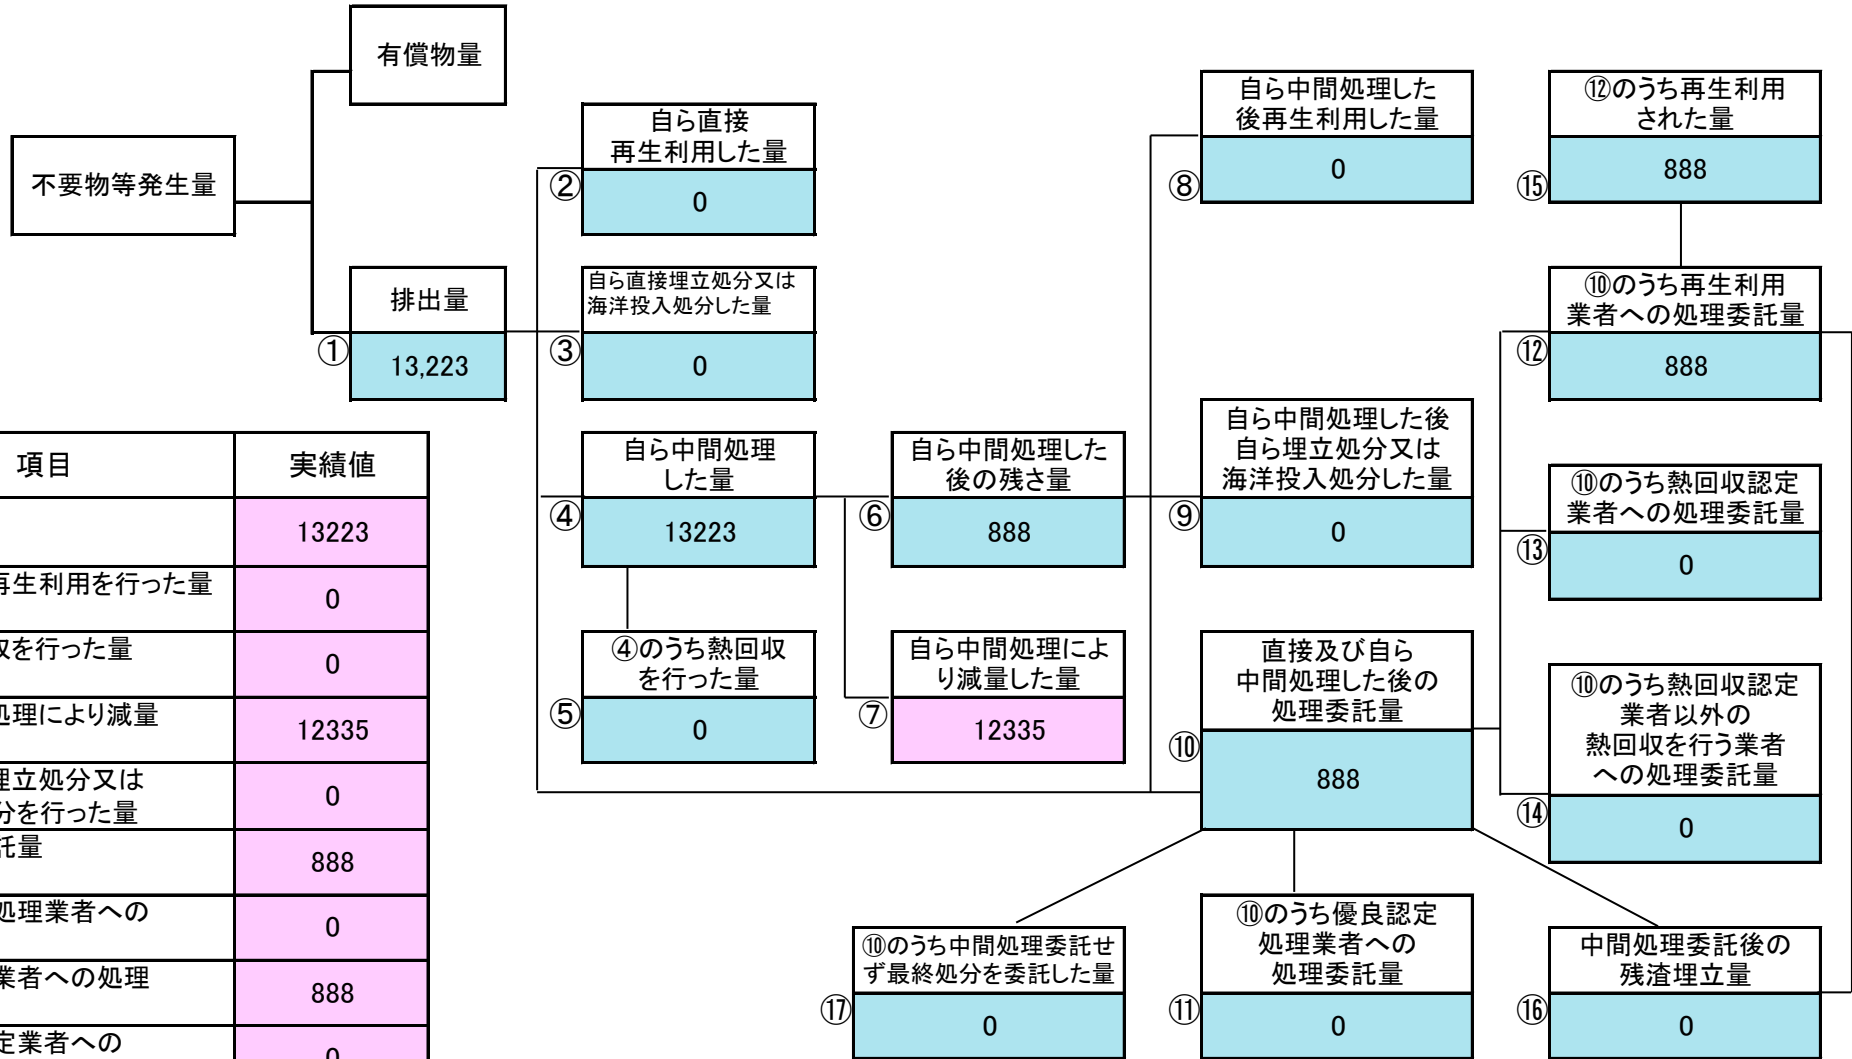 有償物量
不要物等発生量
排出量
①
13,223
自ら直接
再生利用した量
②
0
自ら直接埋立処分又は
海洋投入処分した量
③
0
自ら中間処理
した量
④
13223
④のうち熱回収
を行った量
⑤
0
自ら中間処理した
後の残さ量
⑥
888
自ら中間処理によ
り減量した量
⑦
12335
自ら中間処理した
後再生利用した量
⑧
0
自ら中間処理した後
自ら埋立処分又は
海洋投入処分した量
⑨
0
直接及び自ら
中間処理した後の
処理委託量
⑩
888
⑩のうち優良認定
処理業者への
処理委託量
⑪
0
⑫のうち再生利用
された量
⑮
888
⑩のうち再生利用
業者への処理委託量
⑫
888
⑩のうち熱回収認定
業者への処理委託量
⑬
0
⑩のうち熱回収認定
業者以外の
熱回収を行う業者
への処理委託量
⑭
0
中間処理委託後の
残渣埋立量
⑯
0
⑩のうち中間処理委託せ
ず最終処分を委託した量
⑰
0
項目 実績値
13223
再生利用を行った量 0
を行った量 0
処理により減量 12335
埋立処分又は
分を行った量 0
託量 888
処理業者への 0
業者への処理 888
定業者への 0